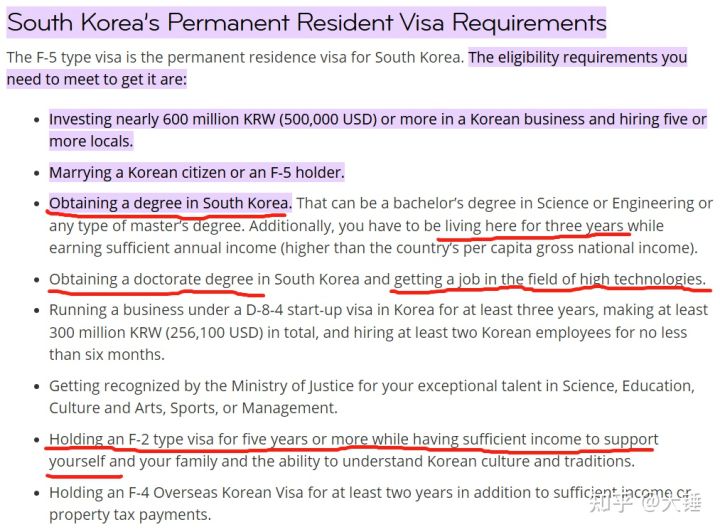 South Korea's Permanent Resident Visa Requirements
The F-5 type visa is the permanent residence visa for South Korea. The eligibility requirements you
need to meet to get it are:
• Investing nearly 600 million KRW (500,000 USD) or more in a Korean business and hiring five or
more locals.
• Marrying a Korean citizen or an F-5 holder.
• Obtaining a degree in South Korea. That can be a bachelor's degree in Science or Engineering or
any type of master's degree. Additionally, you have to be living here for three years while
earning sufficient annual income (higher than the country's per capita gross national income).
• Obtaining a doctorate degree in South Korea and getting a job in the field of high technologies.
• Running a business under a D-8-4 start-up visa in Korea for at least three years, making at least
300 million KRW (256,100 USD) in total, and hiring at least two Korean employees for no less
than six months.
• Getting recognized by the Ministry of Justice for your exceptional talent in Science, Education,
Culture and Arts, Sports, or Management.
• Holding an F-2 type visa for five years or more while having sufficient income to support
yourself and your family and the ability to understand Korean culture and traditions.
• Holding an F-4 Overseas Korean Visa for at least two years in addition to sufficient income or
property tax payments.
知乎 @大锤